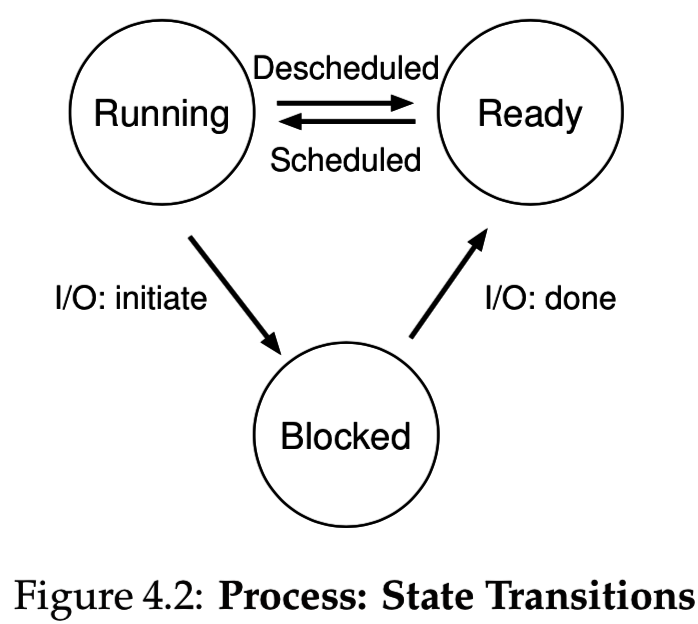 Descheduled
Running
Ready
Scheduled
I/O: initiate
I/O: done
Blocked
Figure 4.2: Process: State Transitions